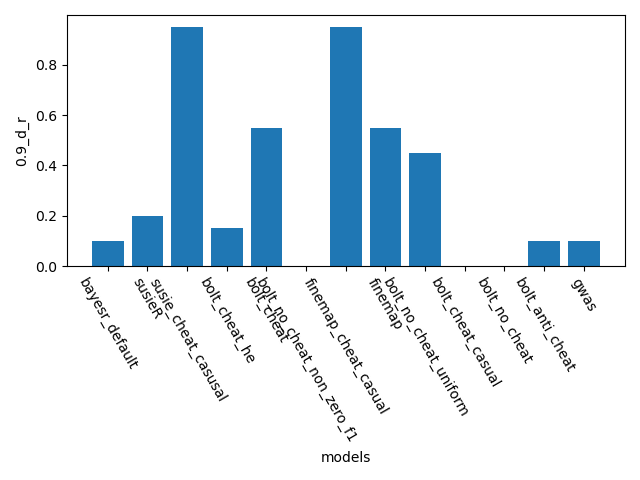 0.8
0.6
0.4
0.2
0.0
0.9_d_r
bayesr_default
susieR
susie_cheat_casusal
bolt_cheat_he
bolt_cheat
bolt_no_cheat_non_zero_f1
finemap_cheat_casual
finemap
bolt_no_cheat_uniform
bolt_cheat_casual
bolt_no_cheat
bolt_anti_cheat
gwas
models